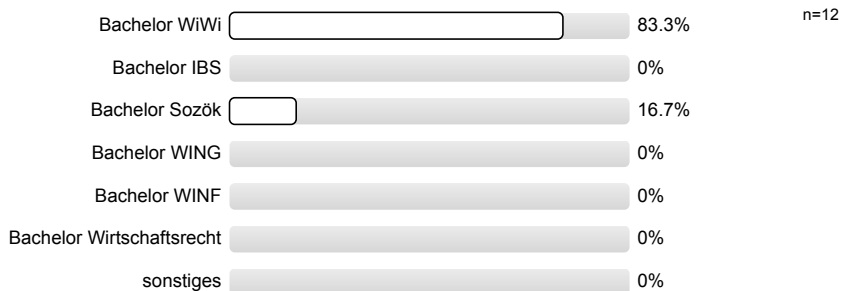 Bachelor WiWi 83.3% n=12
Bachelor IBS 0%
Bachelor Sozök 16.7%
Bachelor WING 0%
Bachelor WINF 0%
Bachelor Wirtschaftsrecht 0%
sonstiges 0%